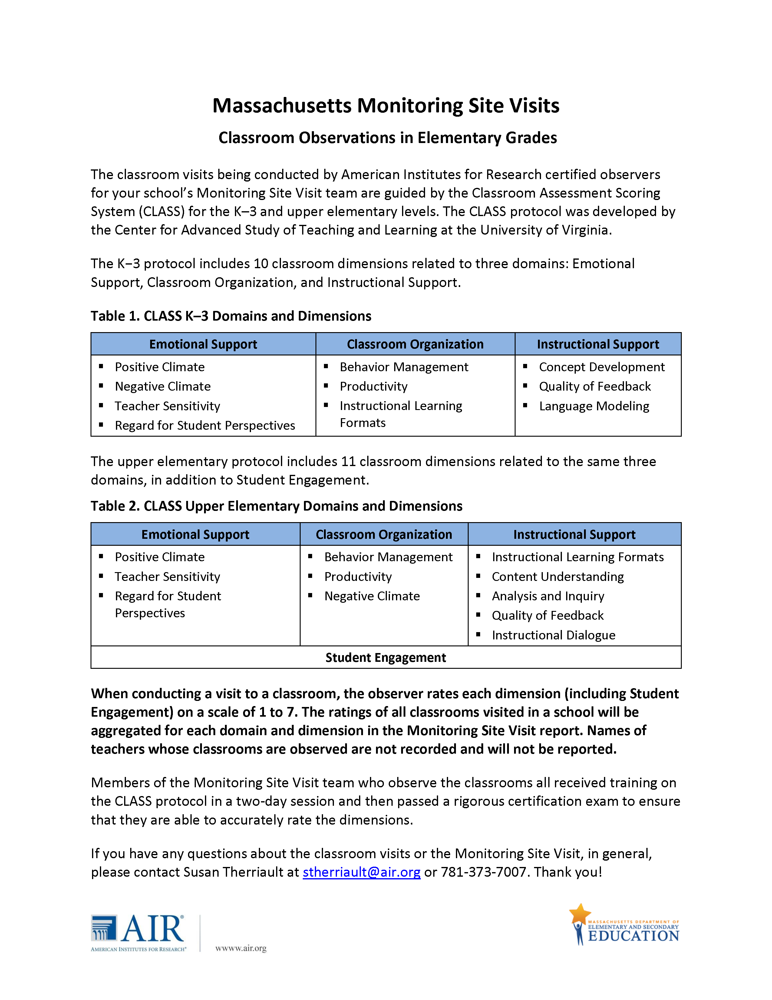 Massachusetts Monitoring Site Visits
Classroom Observations in Elementary Grades
The classroom visits being conducted by American Institutes for Research certified observers
for your school’s Monitoring Site Visit team are guided by the Classroom Assessment Scoring
System (CLASS) for the K–3 and upper elementary levels. The CLASS protocol was developed by
the Center for Advanced Study of Teaching and Learning at the University of Virginia.
The K–3 protocol includes 10 classroom dimensions related to three domains: Emotional
Support, Classroom Organization, and Instructional Support.
Table 1. CLASS K–3 Domains and Dimensions
Emotional Support
▪ Positive Climate
▪ Negative Climate
▪ Teacher Sensitivity
▪ Regard for Student Perspectives
Classroom Organization
▪ Behavior Management
▪ Productivity
▪ Instructional Learning
Formats
Instructional Support
▪ Concept Development
▪ Quality of Feedback
▪ Language Modeling
The upper elementary protocol includes 11 classroom dimensions related to the same three
domains, in addition to Student Engagement.
Table 2. CLASS Upper Elementary Domains and Dimensions
Emotional Support
▪ Positive Climate
▪ Teacher Sensitivity
▪ Regard for Student
Perspectives
Classroom Organization
▪ Behavior Management
▪ Productivity
▪ Negative Climate
Instructional Support
▪ Instructional Learning Formats
▪ Content Understanding
▪ Analysis and Inquiry
▪ Quality of Feedback
▪ Instructional Dialogue
Student Engagement
When conducting a visit to a classroom, the observer rates each dimension (including Student
Engagement) on a scale of 1 to 7. The ratings of all classrooms visited in a school will be
aggregated for each domain and dimension in the Monitoring Site Visit report. Names of
teachers whose classrooms are observed are not recorded and will not be reported.
Members of the Monitoring Site Visit team who observe the classrooms all received training on
the CLASS protocol in a two-day session and then passed a rigorous certification exam to ensure
that they are able to accurately rate the dimensions.
If you have any questions about the classroom visits or the Monitoring Site Visit, in general,
please contact Susan Therriault at stherriault@air.org or 781-373-7007. Thank you!
AIR®
AMERICAN INSTITUTES FOR RESEARCH®
wwww.air.org
MASSACHUSETTS DEPARTMENT OF
ELEMENTARY AND SECONDARY
EDUCATION